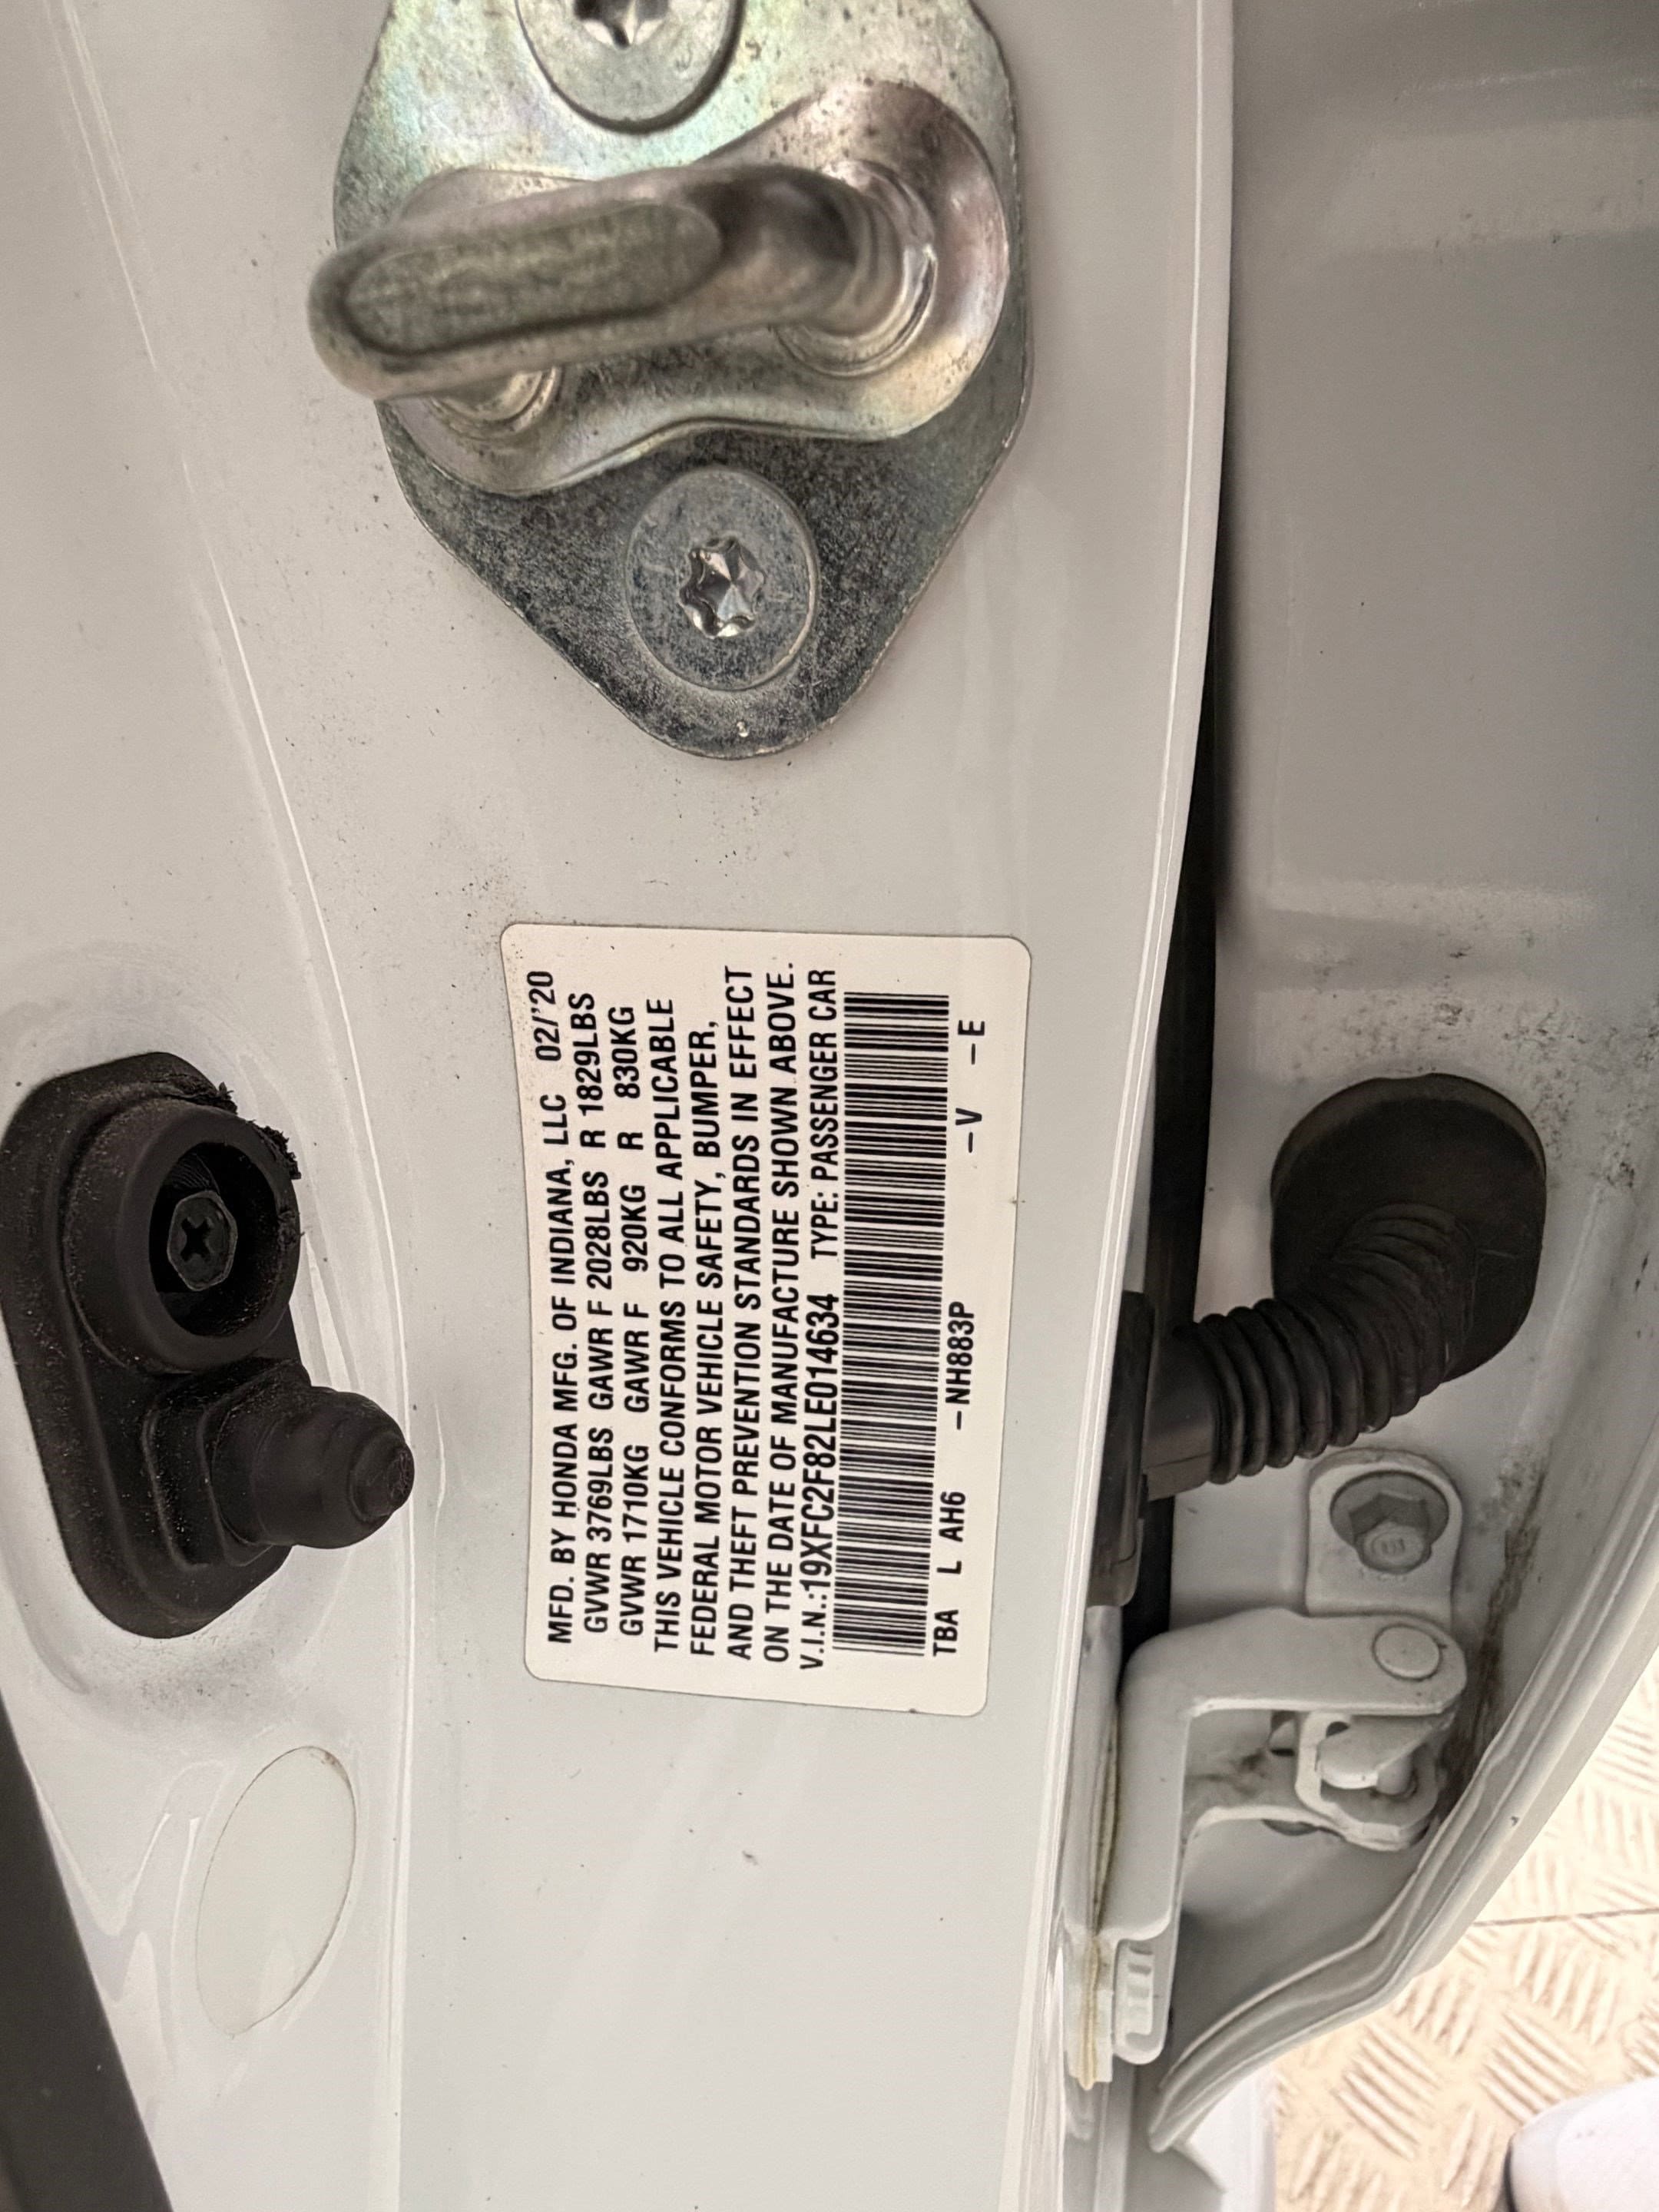 MFD. BY HONDA MFG. OF INDIANA, LLC 02/'20
GVWR 3769LBS GAWR F 2028LBS R 1829LBS
GVWR 1710KG GAWR F 920KG R 830KG
THIS VEHICLE CONFORMS TO ALL APPLICABLE
FEDERAL MOTOR VEHICLE SAFETY, BUMPER,
AND THEFT PREVENTION STANDARDS IN EFFECT
ON THE DATE OF MANUFACTURE SHOWN ABOVE.
V.I.N.:19XFC2F82LE014634 TYPE: PASSENGER CAR
TBA L AH6 -NH883P -V -E